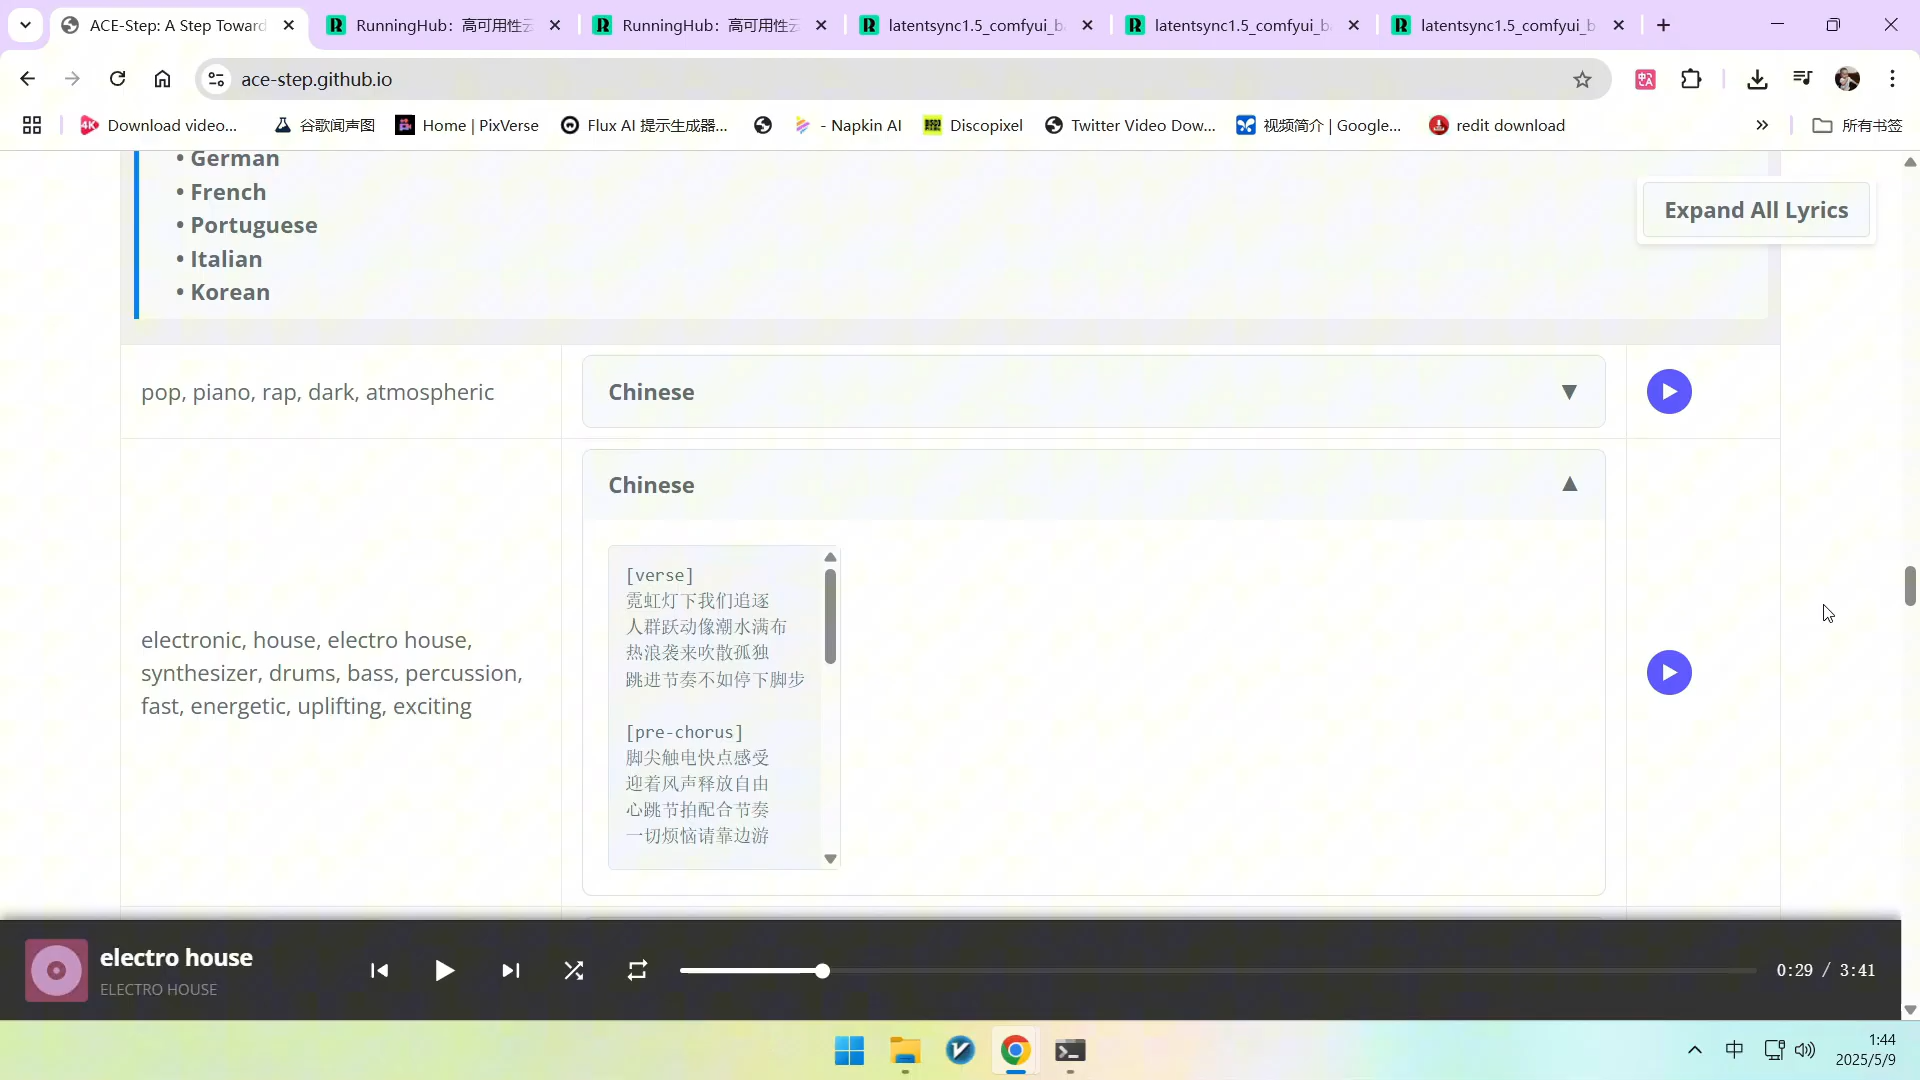 ACE-Step: A Step Toward
RunningHub: 高可用性云
RunningHub: 高可用性云
latentsync1.5_comfyui_b
latentsync1.5_comfyui_b
latentsync1.5_comfyui_b
ace-step.github.io
Download video...
谷歌闻声图
Home | PixVerse
Flux AI 提示生成器...
- Napkin AI
Discopixel
Twitter Video Dow...
视频简介 | Google...
redit download
所有书签
• German
• French
• Portuguese
• Italian
• Korean
Expand All Lyrics
pop, piano, rap, dark, atmospheric
Chinese
electronic, house, electro house,
synthesizer, drums, bass, percussion,
fast, energetic, uplifting, exciting
Chinese
[verse]
霓虹灯下我们追逐
人群跃动像潮水满布
热浪袭来吹散孤独
跳进节奏不如停下脚步
[pre-chorus]
脚尖触电快点感受
迎着风声释放自由
心跳节拍配合节奏
一切烦恼请靠边游
electro house
ELECTRO HOUSE
0:29 / 3:41
中
1:44
2025/5/9